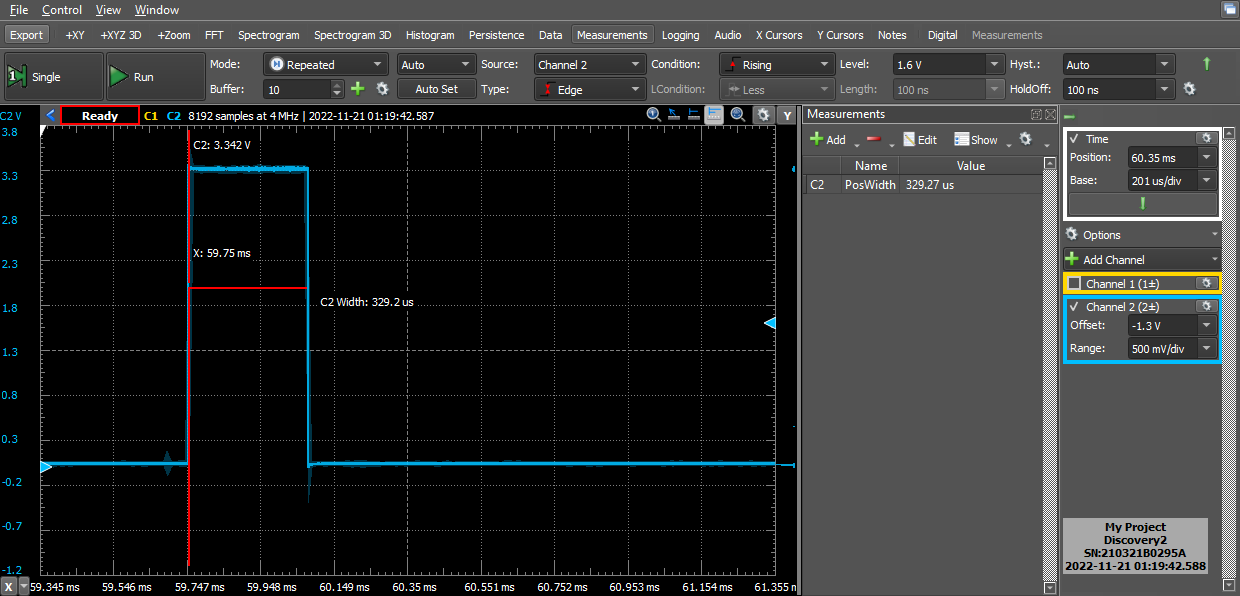 File Control View Window
Export +XY +XYZ 3D +Zoom FFT Spectrogram Spectrogram 3D Histogram Persistence Data Measurements Logging Audio X Cursors Y Cursors Notes Digital Measurements
Single Run Mode: Repeated Auto Source: Channel 2 Condition: Rising Level: 1.6 V Hyst.: Auto
Buffer: 10 Auto Set Type: Edge LCondition: Less Length: 100 ns HoldOff: 100 ns
C2 V Ready C1 C2 8192 samples at 4 MHz | 2022-11-21 01:19:42.587 Y
3.8
3.3
2.8
2.3
1.8
1.3
0.8
0.3
-0.2
-0.7
-1.2
C2: 3.342 V
X: 59.75 ms
C2 Width: 329.2 us
X 59.345 ms 59.546 ms 59.747 ms 59.948 ms 60.149 ms 60.35 ms 60.551 ms 60.752 ms 60.953 ms 61.154 ms 61.355 m
Measurements
Add Edit Show
Name Value
C2 PosWidth 329.27 us
Time
Position: 60.35 ms
Base: 201 us/div
Options
Add Channel
Channel 1 (1±)
Channel 2 (2±)
Offset: -1.3 V
Range: 500 mV/div
My Project
Discovery2
SN:210321B0295A
2022-11-21 01:19:42.588